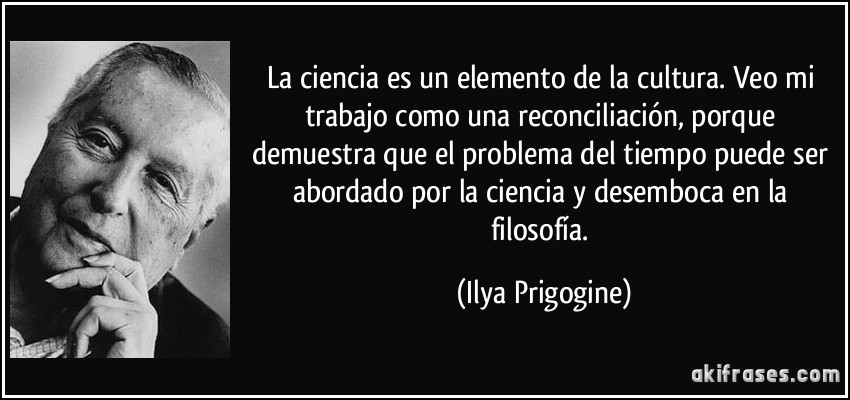 La ciencia es un elemento de la cultura. Veo mi
trabajo como una reconciliación, porque
demuestra que el problema del tiempo puede ser
abordado por la ciencia y desemboca en la
filosofía.
(Ilya Prigogine)
akifrases.com